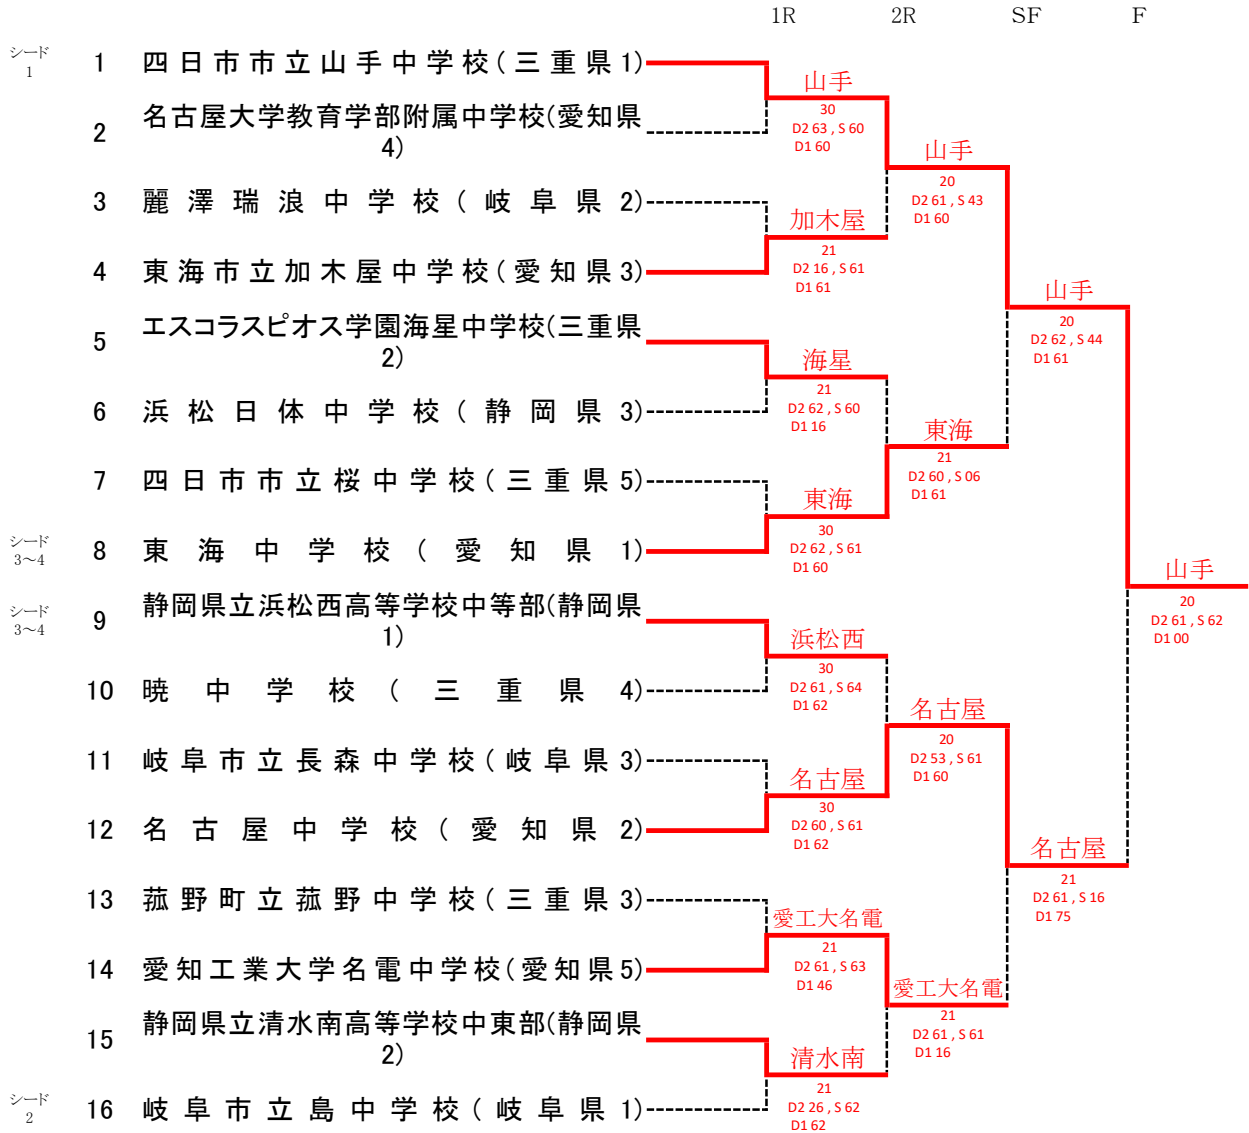 1R 2R SF F
シード
1
1 四日市市立山手中学校(三重県1)
2 名古屋大学教育学部附属中学校(愛知県
4)
3 麗澤瑞浪中学校(岐阜県2)
4 東海市立加木屋中学校(愛知県3)
5 エスコラスピオス学園海星中学校(三重県
2)
6 浜松日体中学校(静岡県3)
7 四日市市立桜中学校(三重県5)
シード
3~4
8 東海中学校(愛知県1)
シード
3~4
9 静岡県立浜松西高等学校中等部(静岡県
1)
10 暁中学校(三重県4)
11 岐阜市立長森中学校(岐阜県3)
12 名古屋中学校(愛知県2)
13 菰野町立菰野中学校(三重県3)
14 愛知工業大学名電中学校(愛知県5)
15 静岡県立清水南高等学校中東部(静岡県
2)
シード
2
16 岐阜市立島中学校(岐阜県1)
山手
30
D2 63 , S 60
D1 60
加木屋
21
D2 16 , S 61
D1 61
海星
21
D2 62 , S 60
D1 16
東海
30
D2 62 , S 61
D1 60
浜松西
30
D2 61 , S 64
D1 62
名古屋
30
D2 60 , S 61
D1 62
愛工大名電
21
D2 61 , S 63
D1 46
清水南
21
D2 26 , S 62
D1 62
山手
20
D2 61 , S 43
D1 60
東海
21
D2 60 , S 06
D1 61
名古屋
20
D2 53 , S 61
D1 60
愛工大名電
21
D2 61 , S 61
D1 16
山手
20
D2 62 , S 44
D1 61
名古屋
21
D2 61 , S 16
D1 75
山手
20
D2 61 , S 62
D1 00